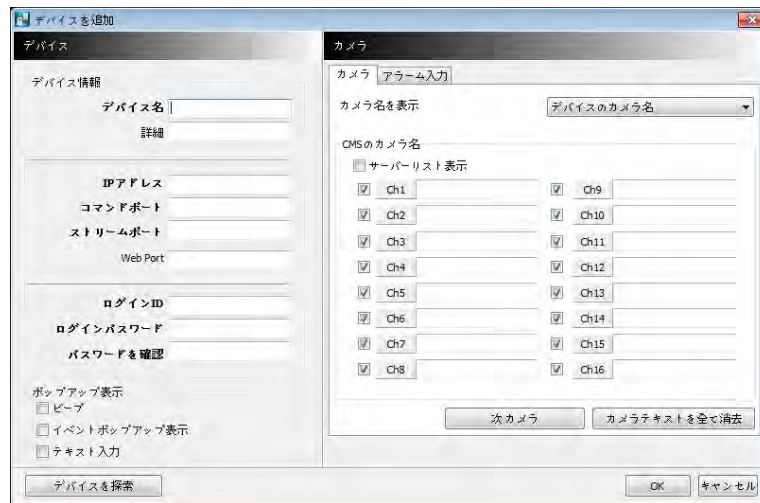 デバイスを追加
デバイス
デバイス情報
デバイス名
詳細
IPアドレス
コマンドポート
ストリームポート
Web Port
ログインID
ログインパスワード
パスワードを確認
ポップアップ表示
ビープ
イベントポップアップ表示
テキスト入力
デバイスを探索
カメラ
カメラ アラーム入力
カメラ名を表示 デバイスのカメラ名
CMSのカメラ名
サーバーリスト表示
Ch1 Ch9
Ch2 Ch10
Ch3 Ch11
Ch4 Ch12
Ch5 Ch13
Ch6 Ch14
Ch7 Ch15
Ch8 Ch16
次カメラ カメラテキストを全て消去
OK キャンセル